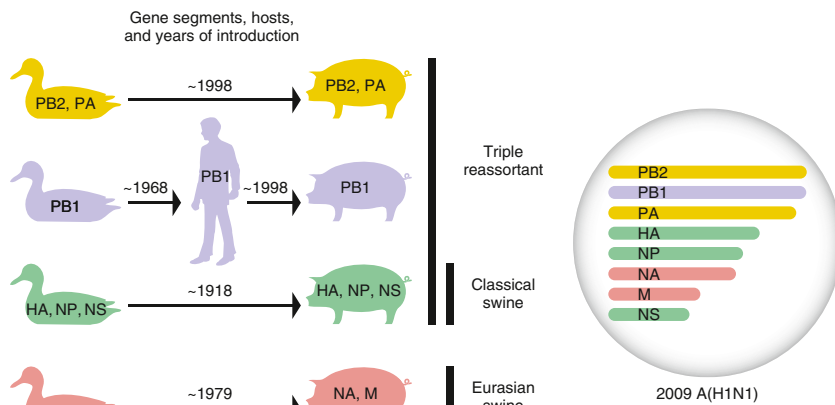 Gene segments, hosts,
and years of introduction
~1998
PB2, PA
PB2, PA
Triple
reassortant
PB1
~1968
PB1
~1998
PB1
HA, NP, NS
~1918
HA, NP, NS
Classical
swine
~1979
NA, M
Eurasian
swine
PB2
PB1
PA
HA
NP
NA
M
NS
2009 A(H1N1)